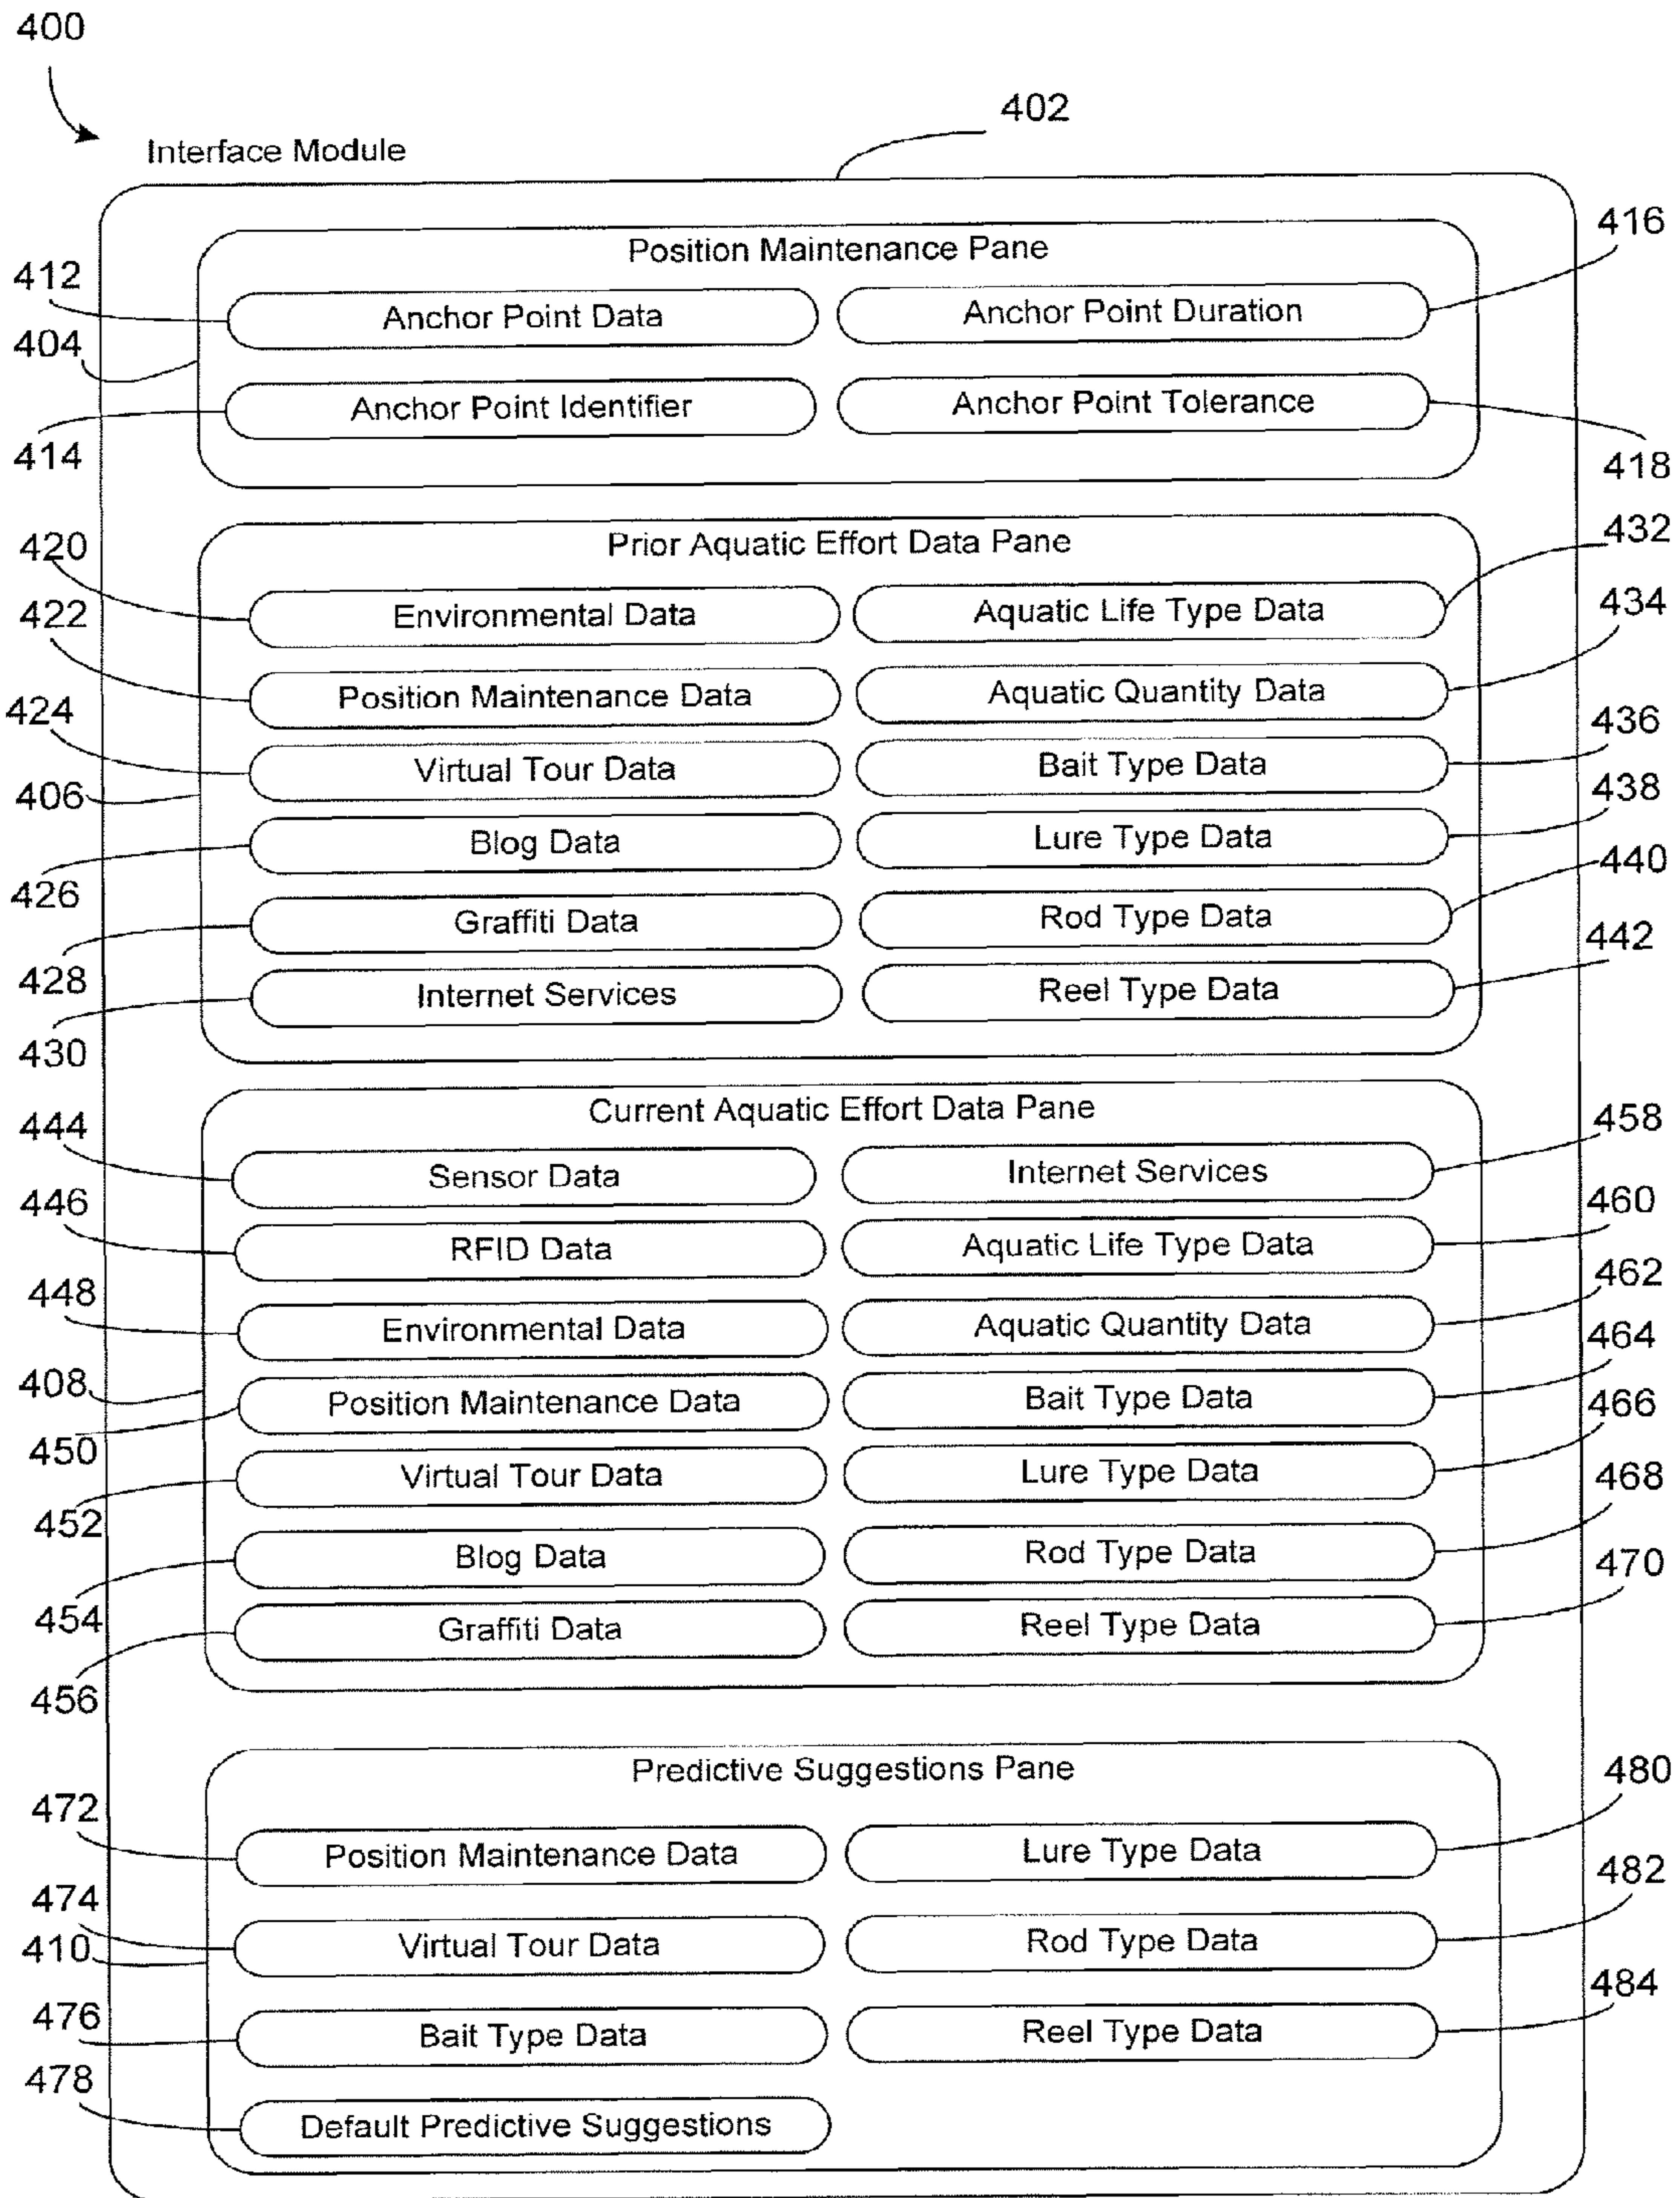 400
402
Interface Module
Position Maintenance Pane
416
412
Anchor Point Data
Anchor Point Duration
404
Anchor Point Identifier
Anchor Point Tolerance
414
418
Prior Aquatic Effort Data Pane
432
420
Environmental Data
Aquatic Life Type Data
422
434
Position Maintenance Data
Aquatic Quantity Data
424
436
Virtual Tour Data
Bait Type Data
406
438
Blog Data
Lure Type Data
426
440
Graffiti Data
Rod Type Data
428
442
Internet Services
Reel Type Data
430
Current Aquatic Effort Data Pane
444
458
Sensor Data
Internet Services
446
460
RFID Data
Aquatic Life Type Data
448
462
Environmental Data
Aquatic Quantity Data
464
408
Position Maintenance Data
Bait Type Data
466
450
Virtual Tour Data
Lure Type Data
468
452
Blog Data
Rod Type Data
470
454
Graffiti Data
Reel Type Data
456
Predictive Suggestions Pane
480
472
Position Maintenance Data
Lure Type Data
482
474
Virtual Tour Data
Rod Type Data
410
484
476
Bait Type Data
Reel Type Data
478
Default Predictive Suggestions